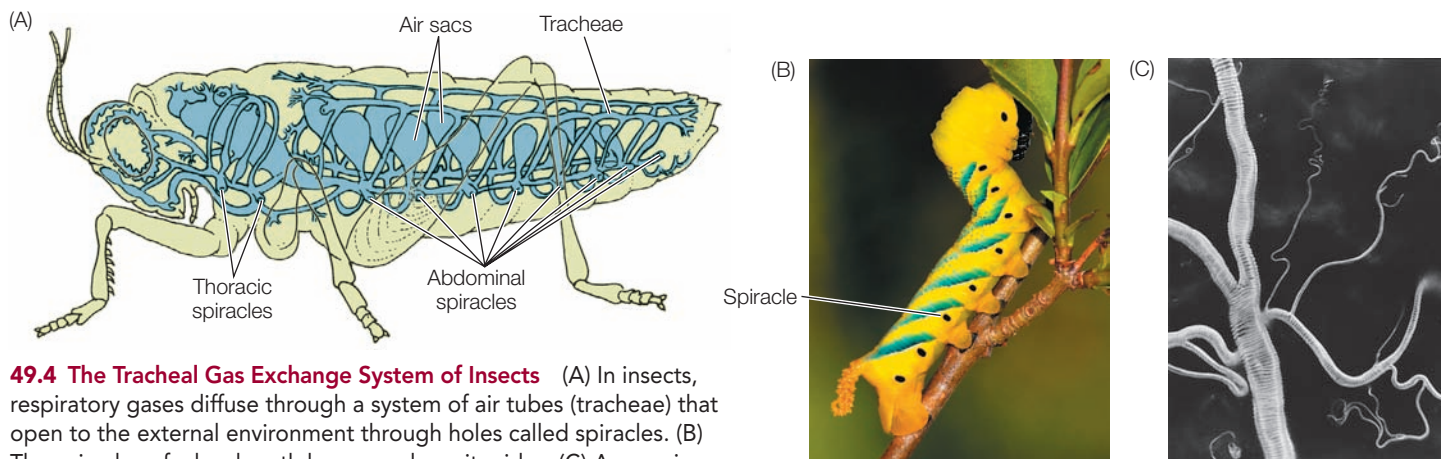 (A)
Air sacs
Tracheae
Thoracic
spiracles
Abdominal
spiracles
(B)
Spiracle
(C)
49.4 The Tracheal Gas Exchange System of Insects (A) In insects,
respiratory gases diffuse through a system of air tubes (tracheae) that
open to the external environment through holes called spiracles. (B)